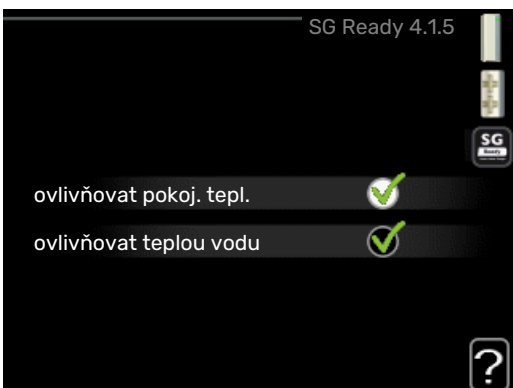 SG Ready 4.1.5
SG
Ready
ovlivňovat pokoj. tepl.
ovlivňovat teplou vodu
?